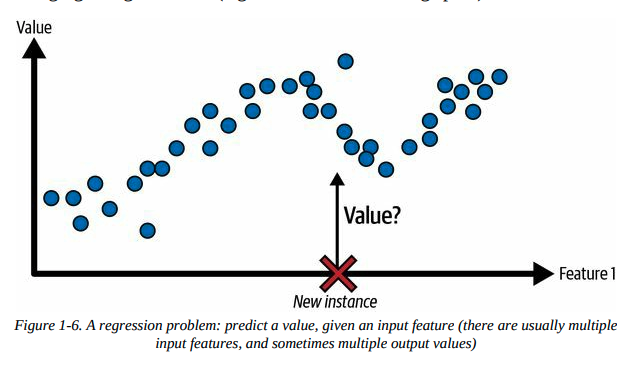 Value
Value?
Feature 1
New instance
Figure 1-6. A regression problem: predict a value, given an input feature (there are usually multiple
input features, and sometimes multiple output values)